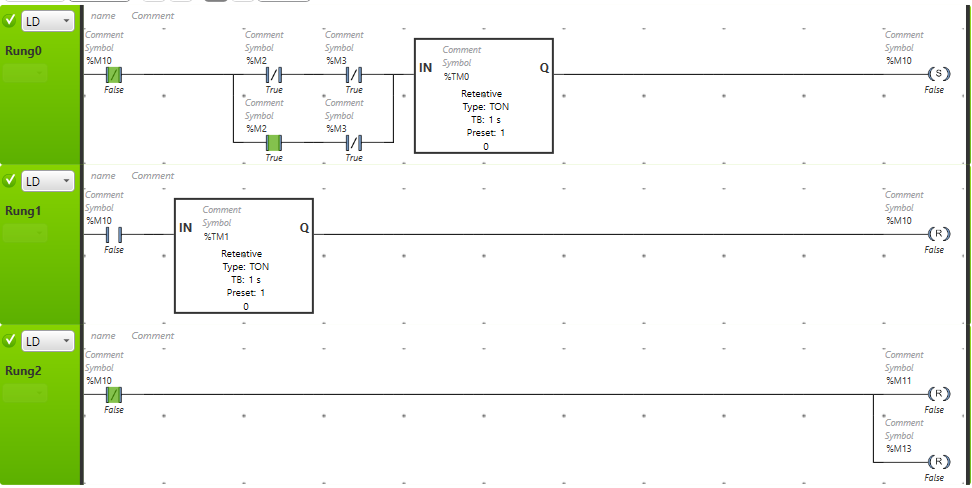 LD
name Comment
Rung0
Comment Comment Comment Comment
Symbol Symbol Symbol Symbol
%M10 %M2 %M3 %M10
Comment
Symbol
IN Q
%TM0
S
False True True False
Retentive
Type: TON
TB: 1 s
Preset: 1
0
Comment Comment
Symbol Symbol
%M2 %M3
True True
LD
name Comment
Rung1
Comment Comment
Symbol Symbol
%M10 %M10
Comment
Symbol
IN Q
%TM1
R
False False
Retentive
Type: TON
TB: 1 s
Preset: 1
0
LD
name Comment
Rung2
Comment Comment
Symbol Symbol
%M10 %M11
R
False False
Comment
Symbol
%M13
R
False